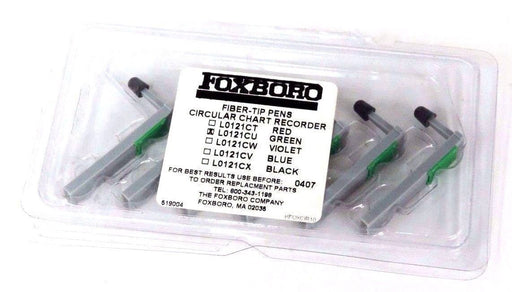 FOXBORO
FIBER-TIP PENS
CIRCULAR CHART RECORDER
L0121CT RED
L0121CU GREEN
L0121CW VIOLET
L0121CV BLUE
L0121CX BLACK
FOR BEST RESULTS USE BEFORE: 0407
TO ORDER REPLACMENT PARTS
TEL: 800-343-1198
THE FOXBORO COMPANY
FOXBORO, MA 02035
519004